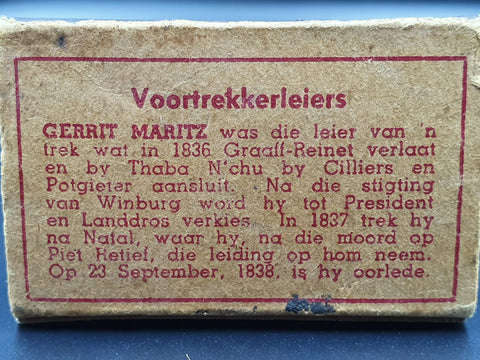 Voortrekkerleiers
GERRIT MARITZ was die leier van 'n
trek wat in 1836 Graaff-Reinet verlaat
en by Thaba N'chu by Cilliers en
Potgieter aansluit. Na die stigting
van Winburg word hy tot President
en Landdros verkies. In 1837 trek hy
na Natal, waar hy, na die moord op
Piet Retief, die leiding op hom neem.
Op 23 September, 1838, is hy oorlede.